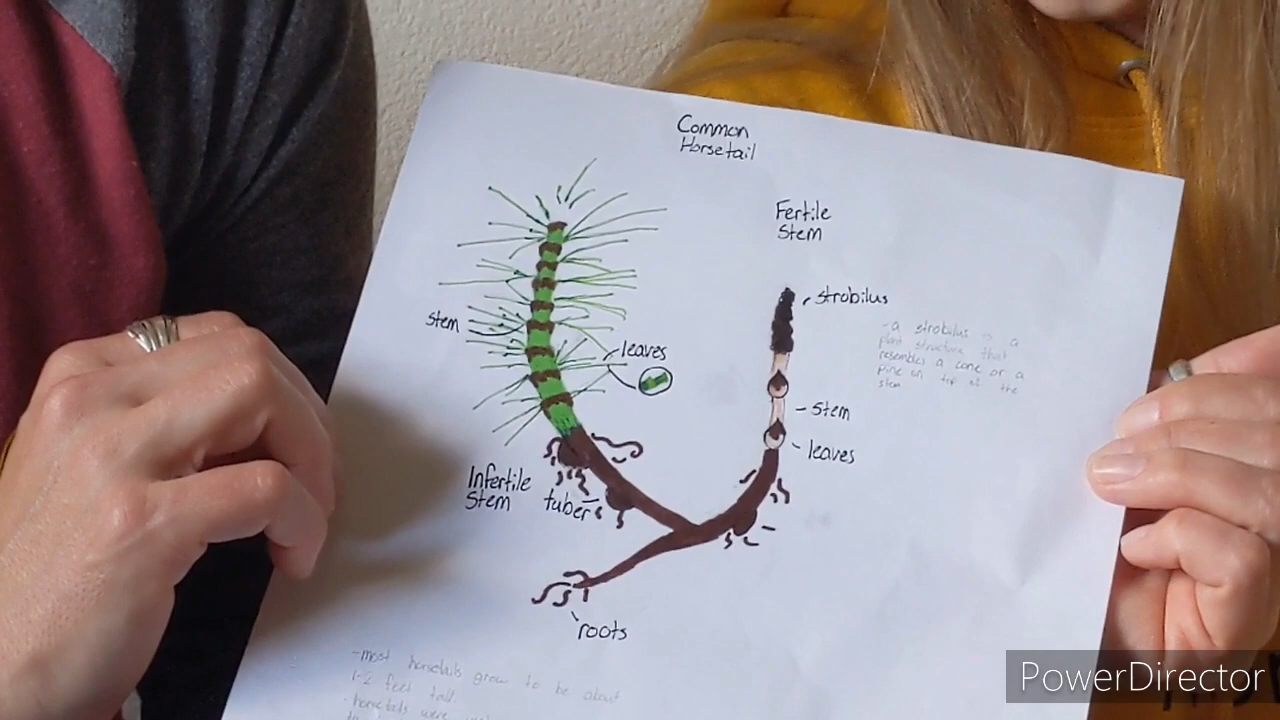 Common
Horsetail
Fertile
Stem
strobilus
- a strobilus is a
plant structure that
resembles a cone or a
pine on tip of the
stem
stem
leaves
stem
leaves
Infertile
Stem
tuber
roots
- most horsetails grow to be about
1-2 feet tall.
- horsetails were
PowerDirector